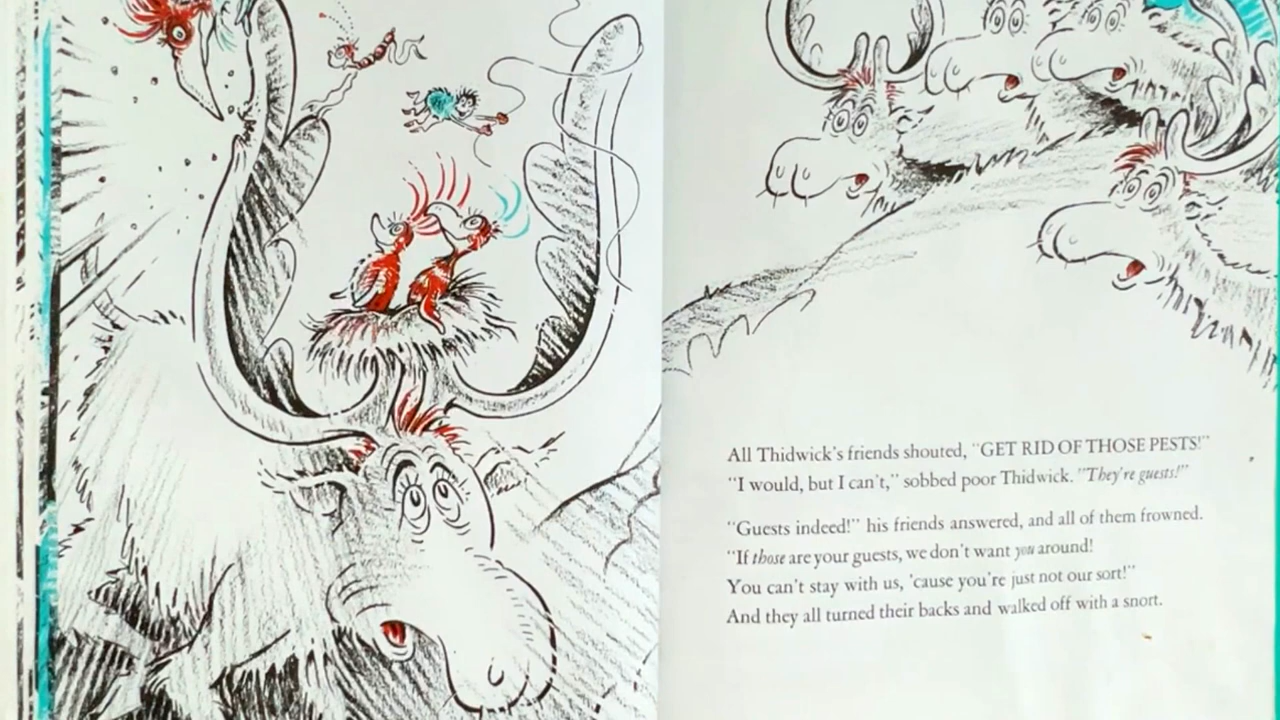 All Thidwick's friends shouted, "GET RID OF THOSE PESTS!"
"I would, but I can't," sobbed poor Thidwick. "They're guests!"
"Guests indeed!" his friends answered, and all of them frowned.
"If those are your guests, we don't want you around!
You can't stay with us, 'cause you're just not our sort!"
And they all turned their backs and walked off with a snort.